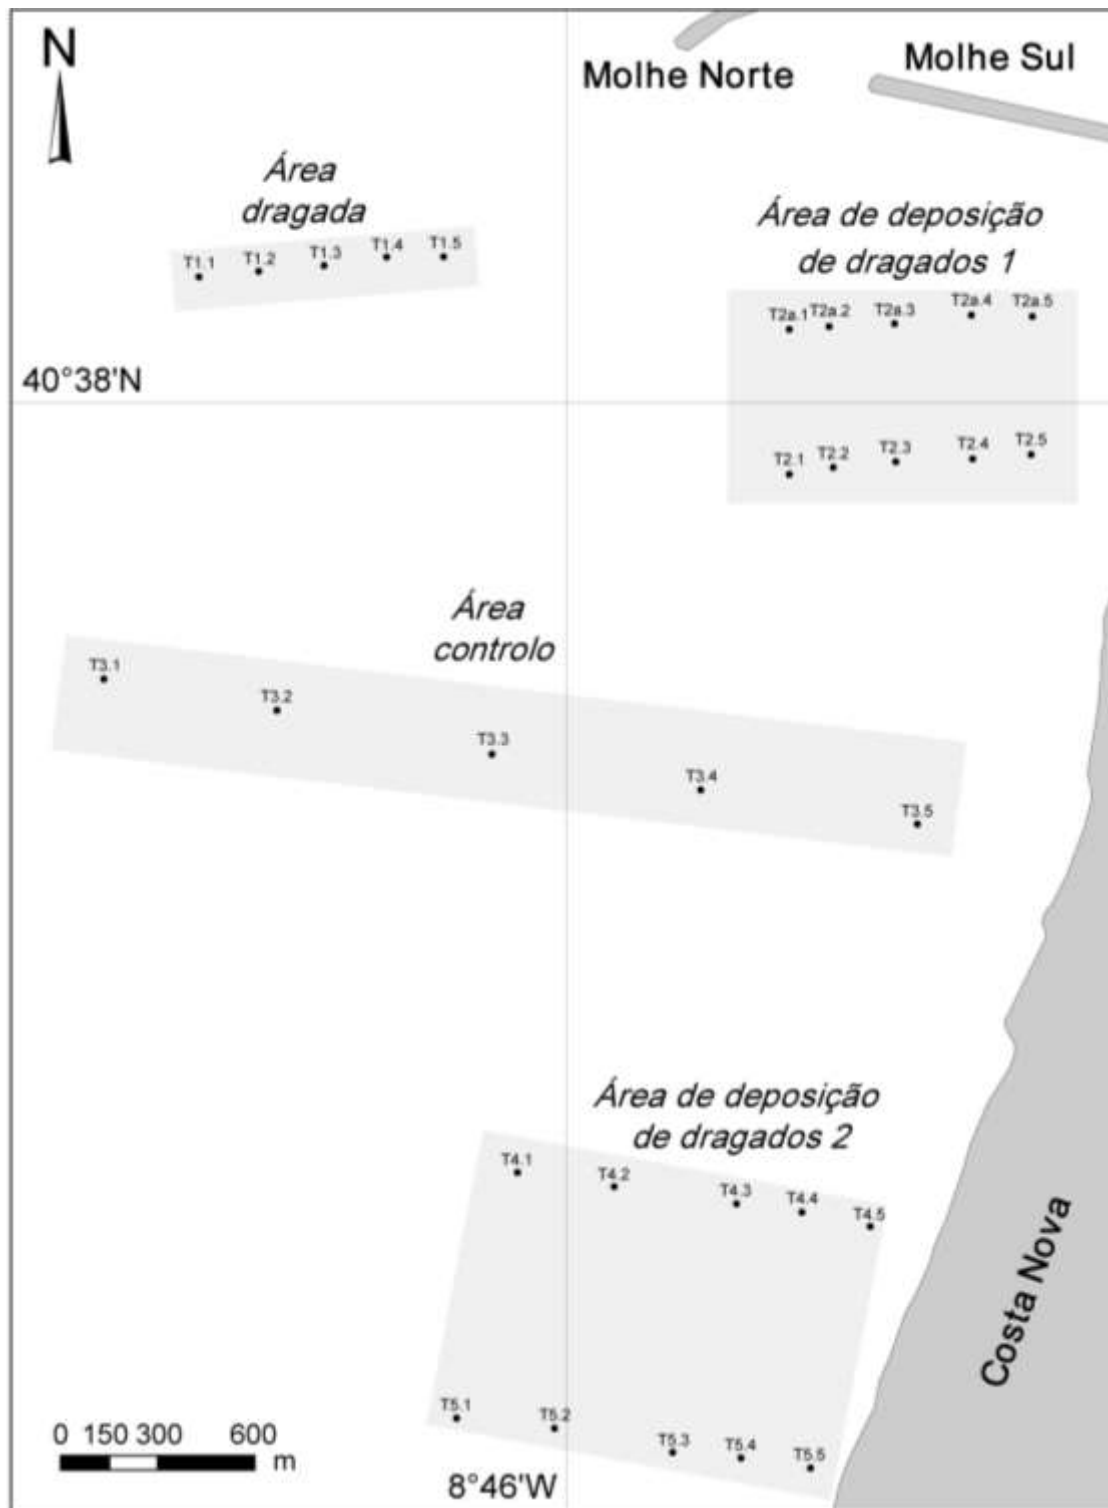 N
Molhe Norte
Molhe Sul
Área
dragada
T1.1 T1.2 T1.3 T1.4 T1.5
Área de deposição
de dragados 1
T2a.1 T2a.2 T2a.3 T2a.4 T2a.5
40°38'N
T2.1 T2.2 T2.3 T2.4 T2.5
Área
controlo
T3.1 T3.2 T3.3 T3.4 T3.5
Área de deposição
de dragados 2
T4.1 T4.2 T4.3 T4.4 T4.5
Costa Nova
T5.1 T5.2 T5.3 T5.4 T5.5
0 150 300 600
m
8°46'W